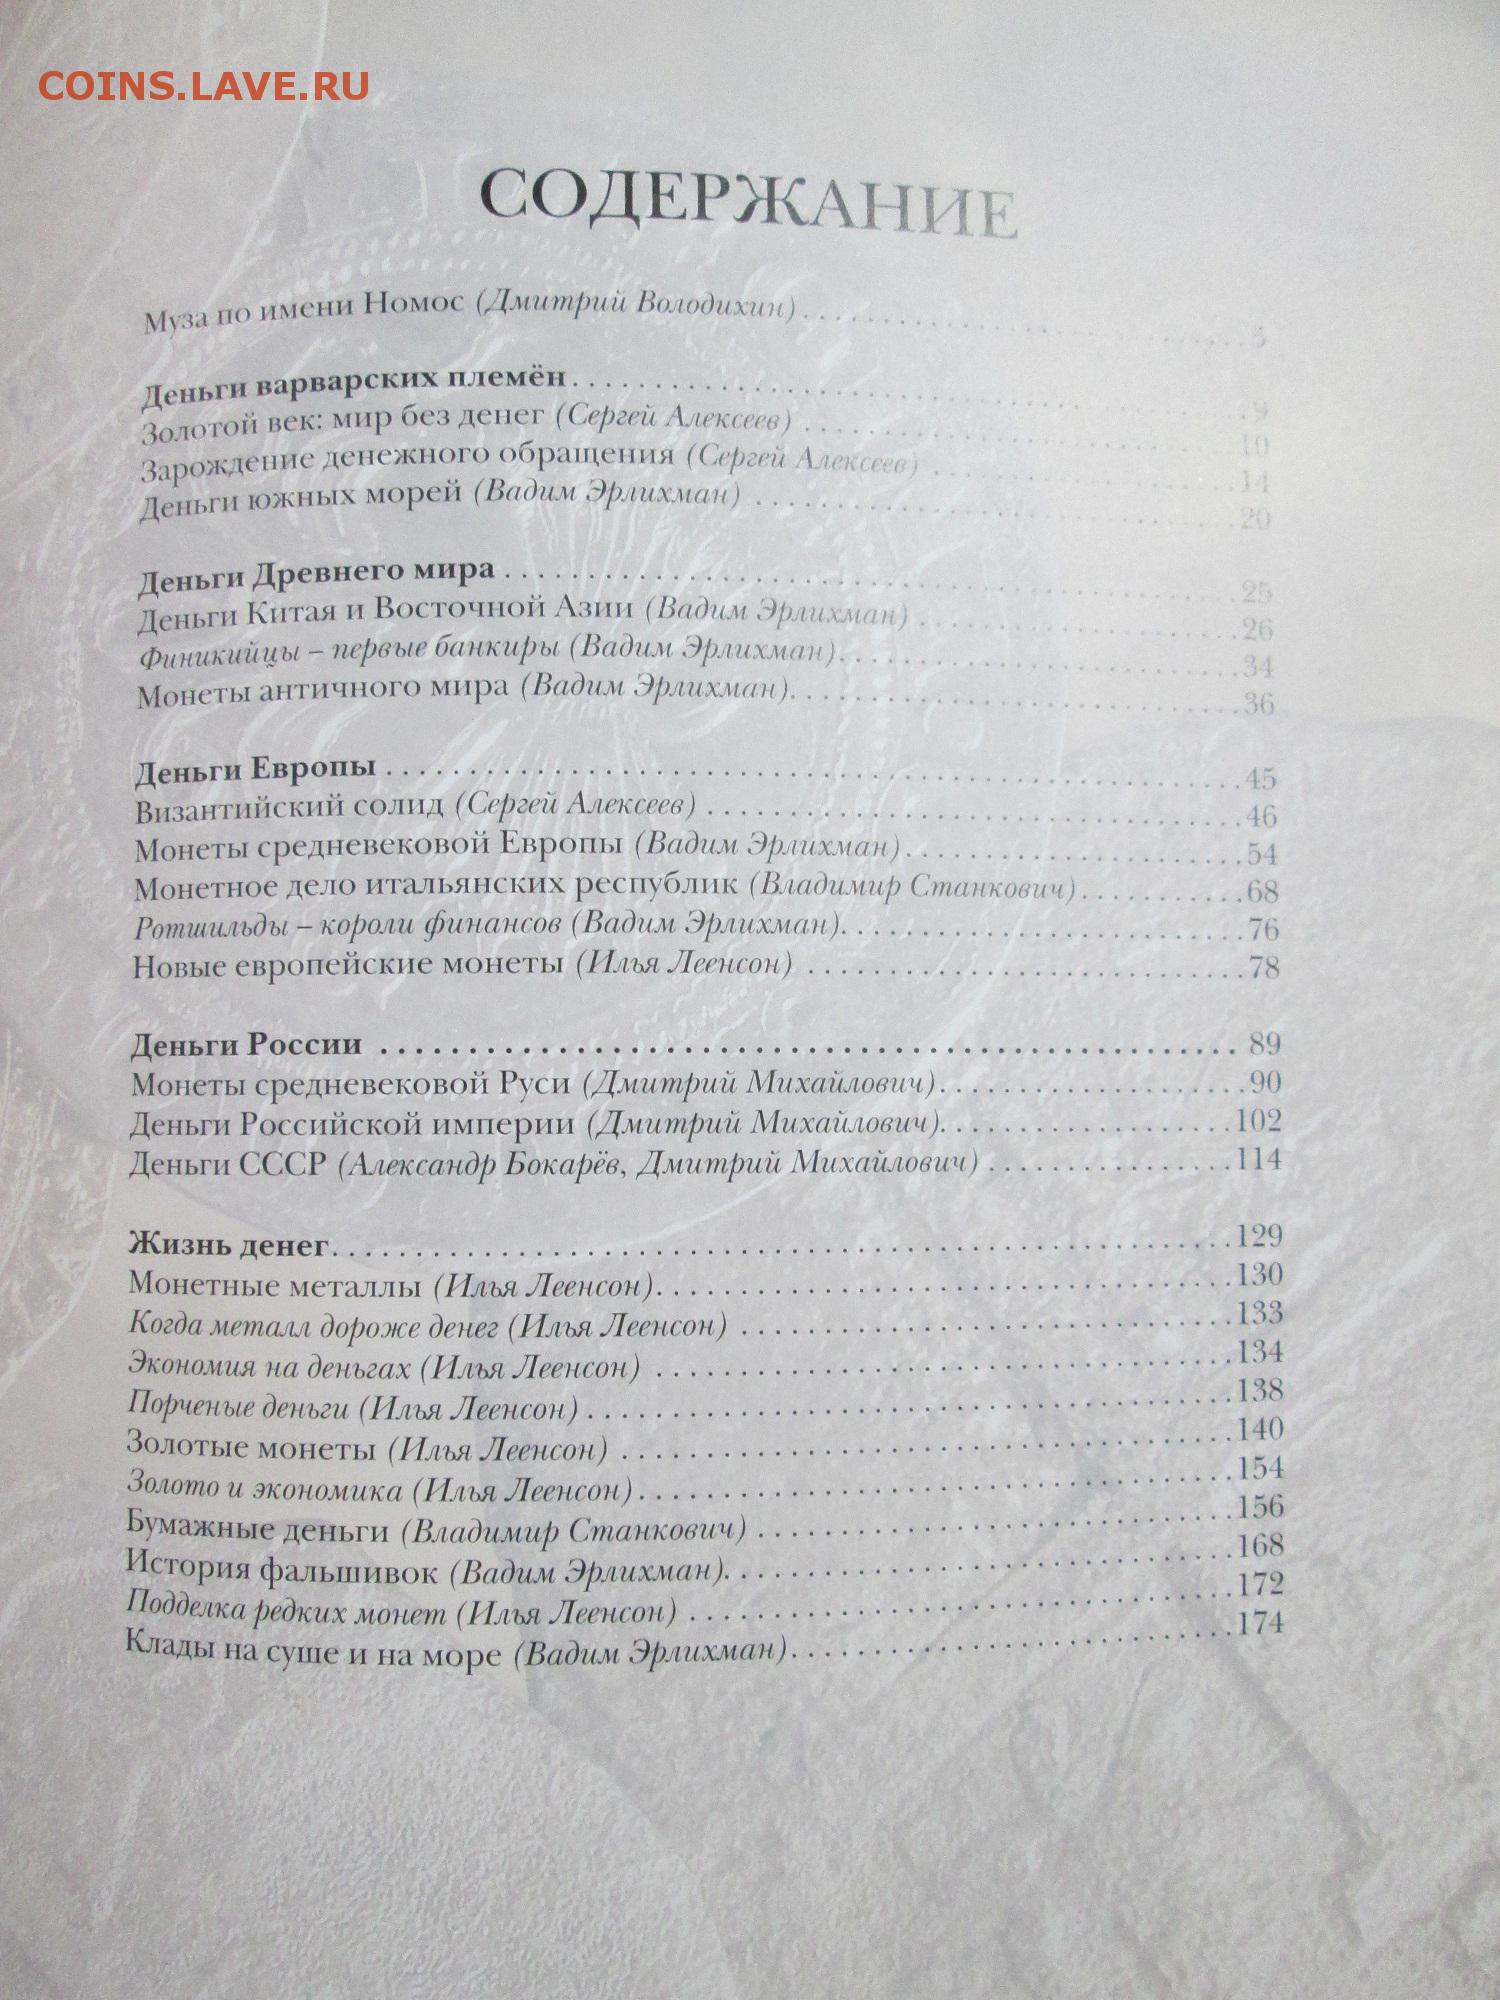 COINS.LAVE.RU
СОДЕРЖАНИЕ
Муза по имени Номос (Дмитрий Володихин) 5
Деньги варварских племён 9
Золотой век: мир без денег (Сергей Алексеев) 10
Зарождение денежного обращения (Сергей Алексеев) 14
Деньги южных морей (Вадим Эрлихман) 20
Деньги Древнего мира 25
Деньги Китая и Восточной Азии (Вадим Эрлихман) 26
Финикийцы – первые банкиры (Вадим Эрлихман) 34
Монеты античного мира (Вадим Эрлихман) 36
Деньги Европы 45
Византийский солид (Сергей Алексеев) 46
Монеты средневековой Европы (Вадим Эрлихман) 54
Монетное дело итальянских республик (Владимир Станкович) 68
Ротшильды – короли финансов (Вадим Эрлихман) 76
Новые европейские монеты (Илья Леенсон) 78
Деньги России 89
Монеты средневековой Руси (Дмитрий Михайлович) 90
Деньги Российской империи (Дмитрий Михайлович) 102
Деньги СССР (Александр Бокарёв, Дмитрий Михайлович) 114
Жизнь денег 129
Монетные металлы (Илья Леенсон) 130
Когда металл дороже денег (Илья Леенсон) 133
Экономия на деньгах (Илья Леенсон) 134
Порченые деньги (Илья Леенсон) 138
Золотые монеты (Илья Леенсон) 140
Золото и экономика (Илья Леенсон) 154
Бумажные деньги (Владимир Станкович) 156
История фальшивок (Вадим Эрлихман) 168
Подделка редких монет (Илья Леенсон) 172
Клады на суше и на море (Вадим Эрлихман) 174